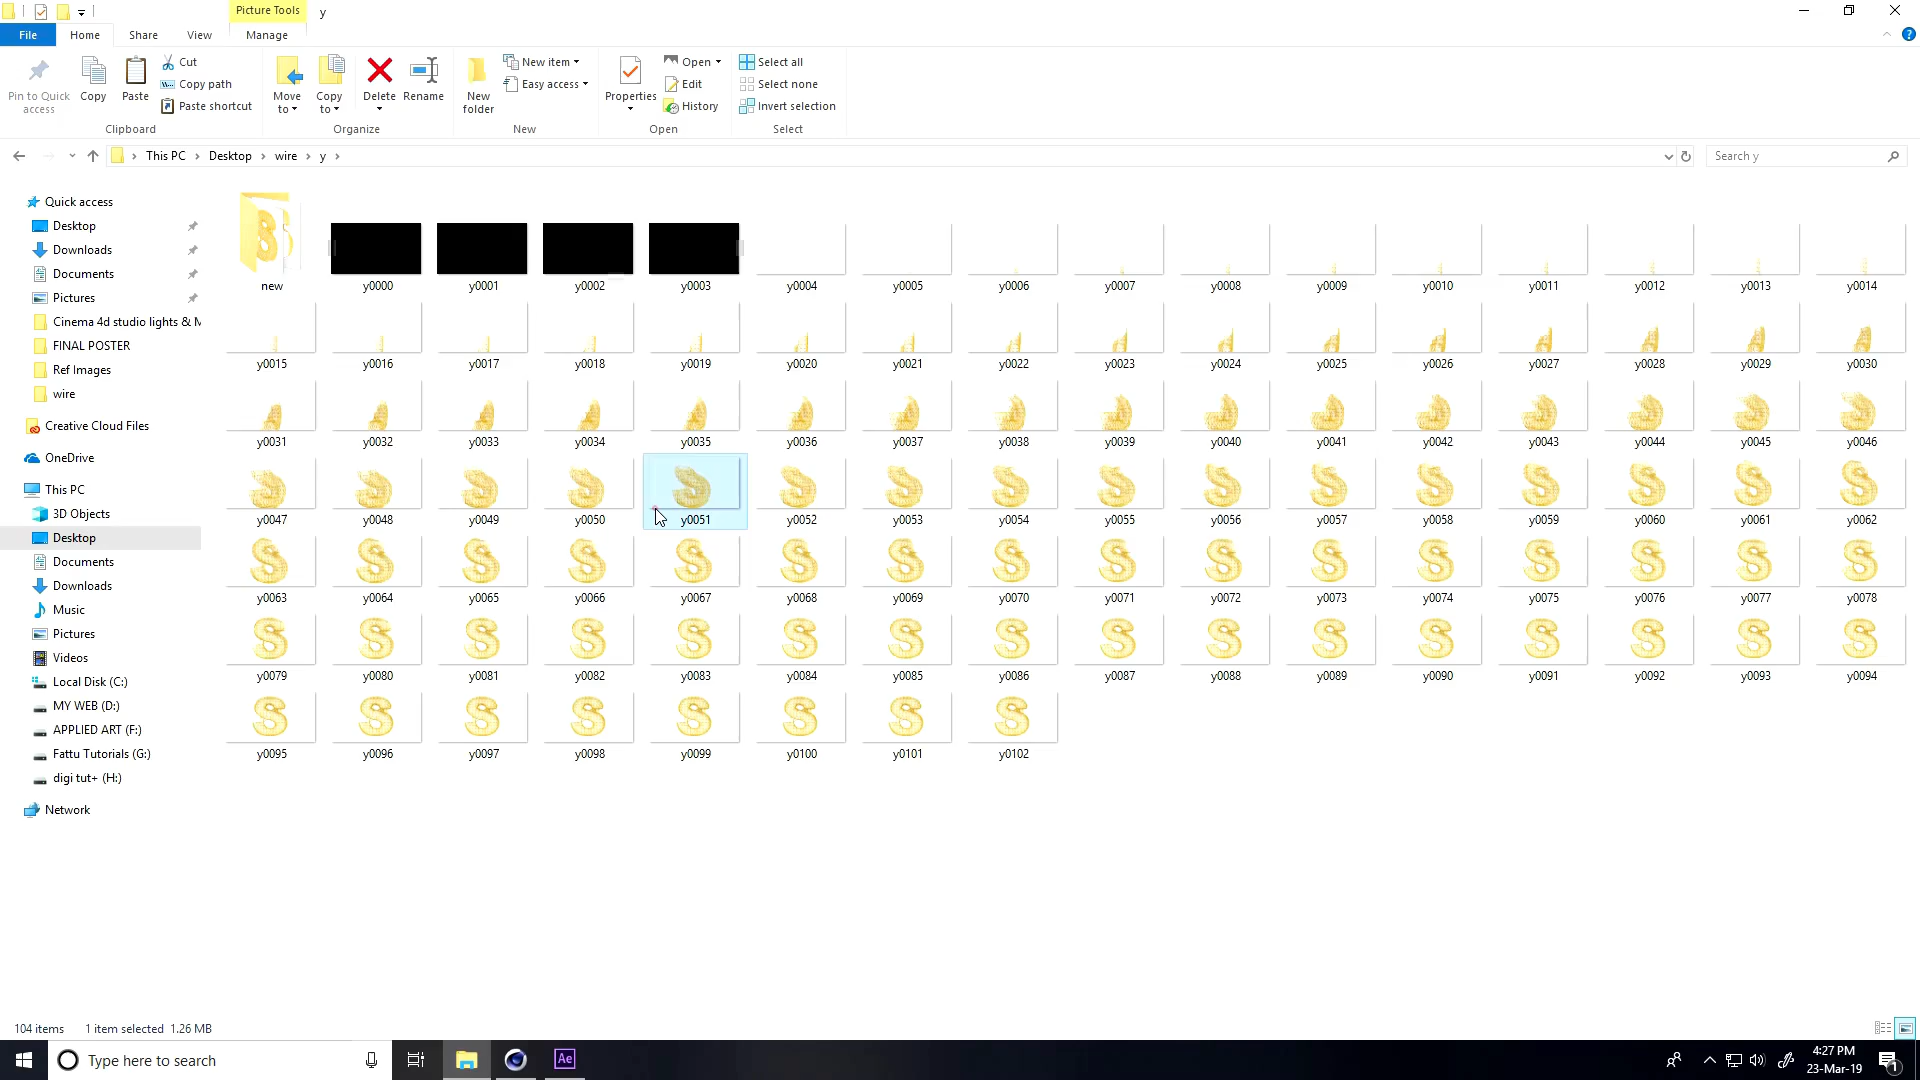 Picture Tools
y
File
Home
Share
View
Manage
Pin to Quick access
Copy
Paste
Cut
Copy path
Paste shortcut
Clipboard
Move to
Copy to
Delete
Rename
Organize
New folder
New item
Easy access
New
Properties
Open
Edit
History
Open
Select all
Select none
Invert selection
Select
This PC
Desktop
wire
y
Search y
Quick access
Desktop
Downloads
Documents
Pictures
Cinema 4d studio lights & M
FINAL POSTER
Ref Images
wire
Creative Cloud Files
OneDrive
This PC
3D Objects
Desktop
Documents
Downloads
Music
Pictures
Videos
Local Disk (C:)
MY WEB (D:)
APPLIED ART (F:)
Fattu Tutorials (G:)
digi tut+ (H:)
Network
new y0000 y0001 y0002 y0003 y0004 y0005 y0006 y0007 y0008 y0009 y0010 y0011 y0012 y0013 y0014
y0015 y0016 y0017 y0018 y0019 y0020 y0021 y0022 y0023 y0024 y0025 y0026 y0027 y0028 y0029 y0030
y0031 y0032 y0033 y0034 y0035 y0036 y0037 y0038 y0039 y0040 y0041 y0042 y0043 y0044 y0045 y0046
y0047 y0048 y0049 y0050 y0051 y0052 y0053 y0054 y0055 y0056 y0057 y0058 y0059 y0060 y0061 y0062
y0063 y0064 y0065 y0066 y0067 y0068 y0069 y0070 y0071 y0072 y0073 y0074 y0075 y0076 y0077 y0078
y0079 y0080 y0081 y0082 y0083 y0084 y0085 y0086 y0087 y0088 y0089 y0090 y0091 y0092 y0093 y0094
y0095 y0096 y0097 y0098 y0099 y0100 y0101 y0102
104 items 1 item selected 1.26 MB
Type here to search
Ae
4:27 PM
23-Mar-19
1